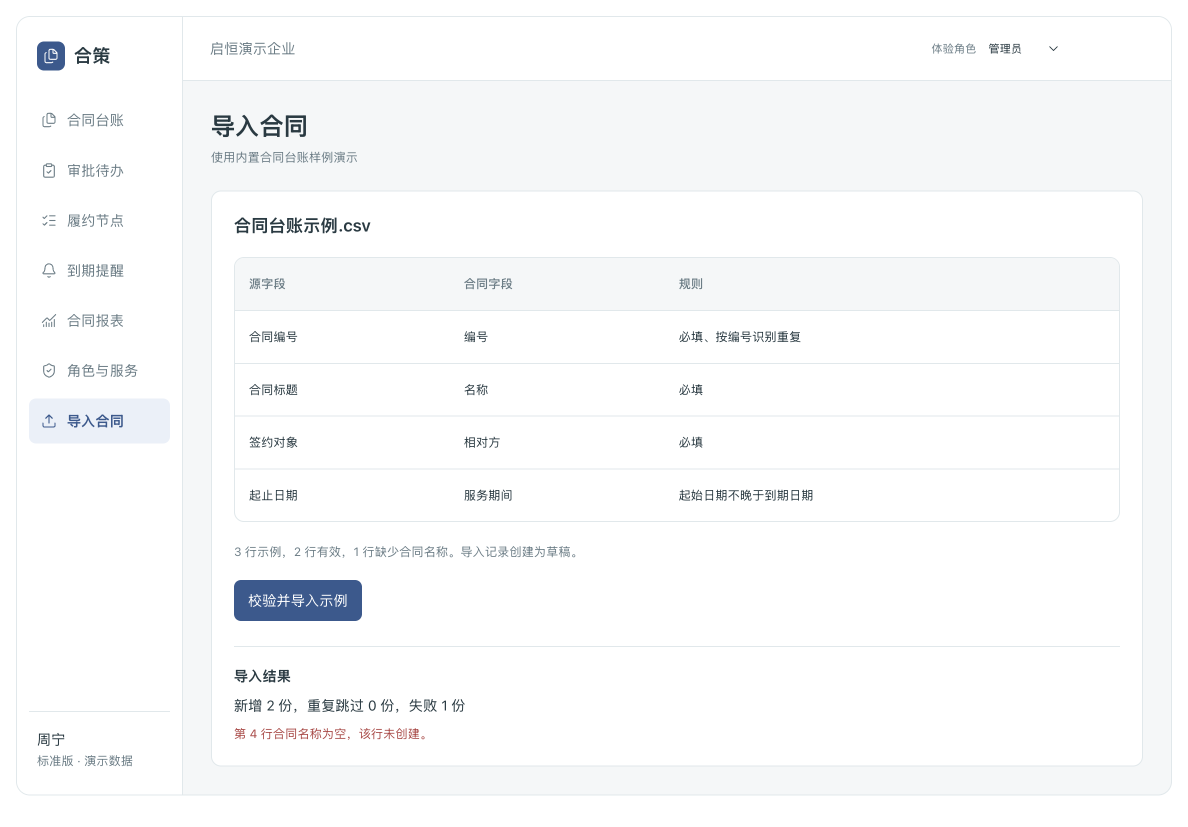 合策
启恒演示企业
体验角色 管理员
合同台账
审批待办
履约节点
到期提醒
合同报表
角色与服务
导入合同
周宁
标准版 · 演示数据
导入合同
使用内置合同台账样例演示
合同台账示例.csv
源字段 合同字段 规则
合同编号 编号 必填、按编号识别重复
合同标题 名称 必填
签约对象 相对方 必填
起止日期 服务期间 起始日期不晚于到期日期
3 行示例，2 行有效，1 行缺少合同名称。导入记录创建为草稿。
校验并导入示例
导入结果
新增 2 份，重复跳过 0 份，失败 1 份
第 4 行合同名称为空，该行未创建。